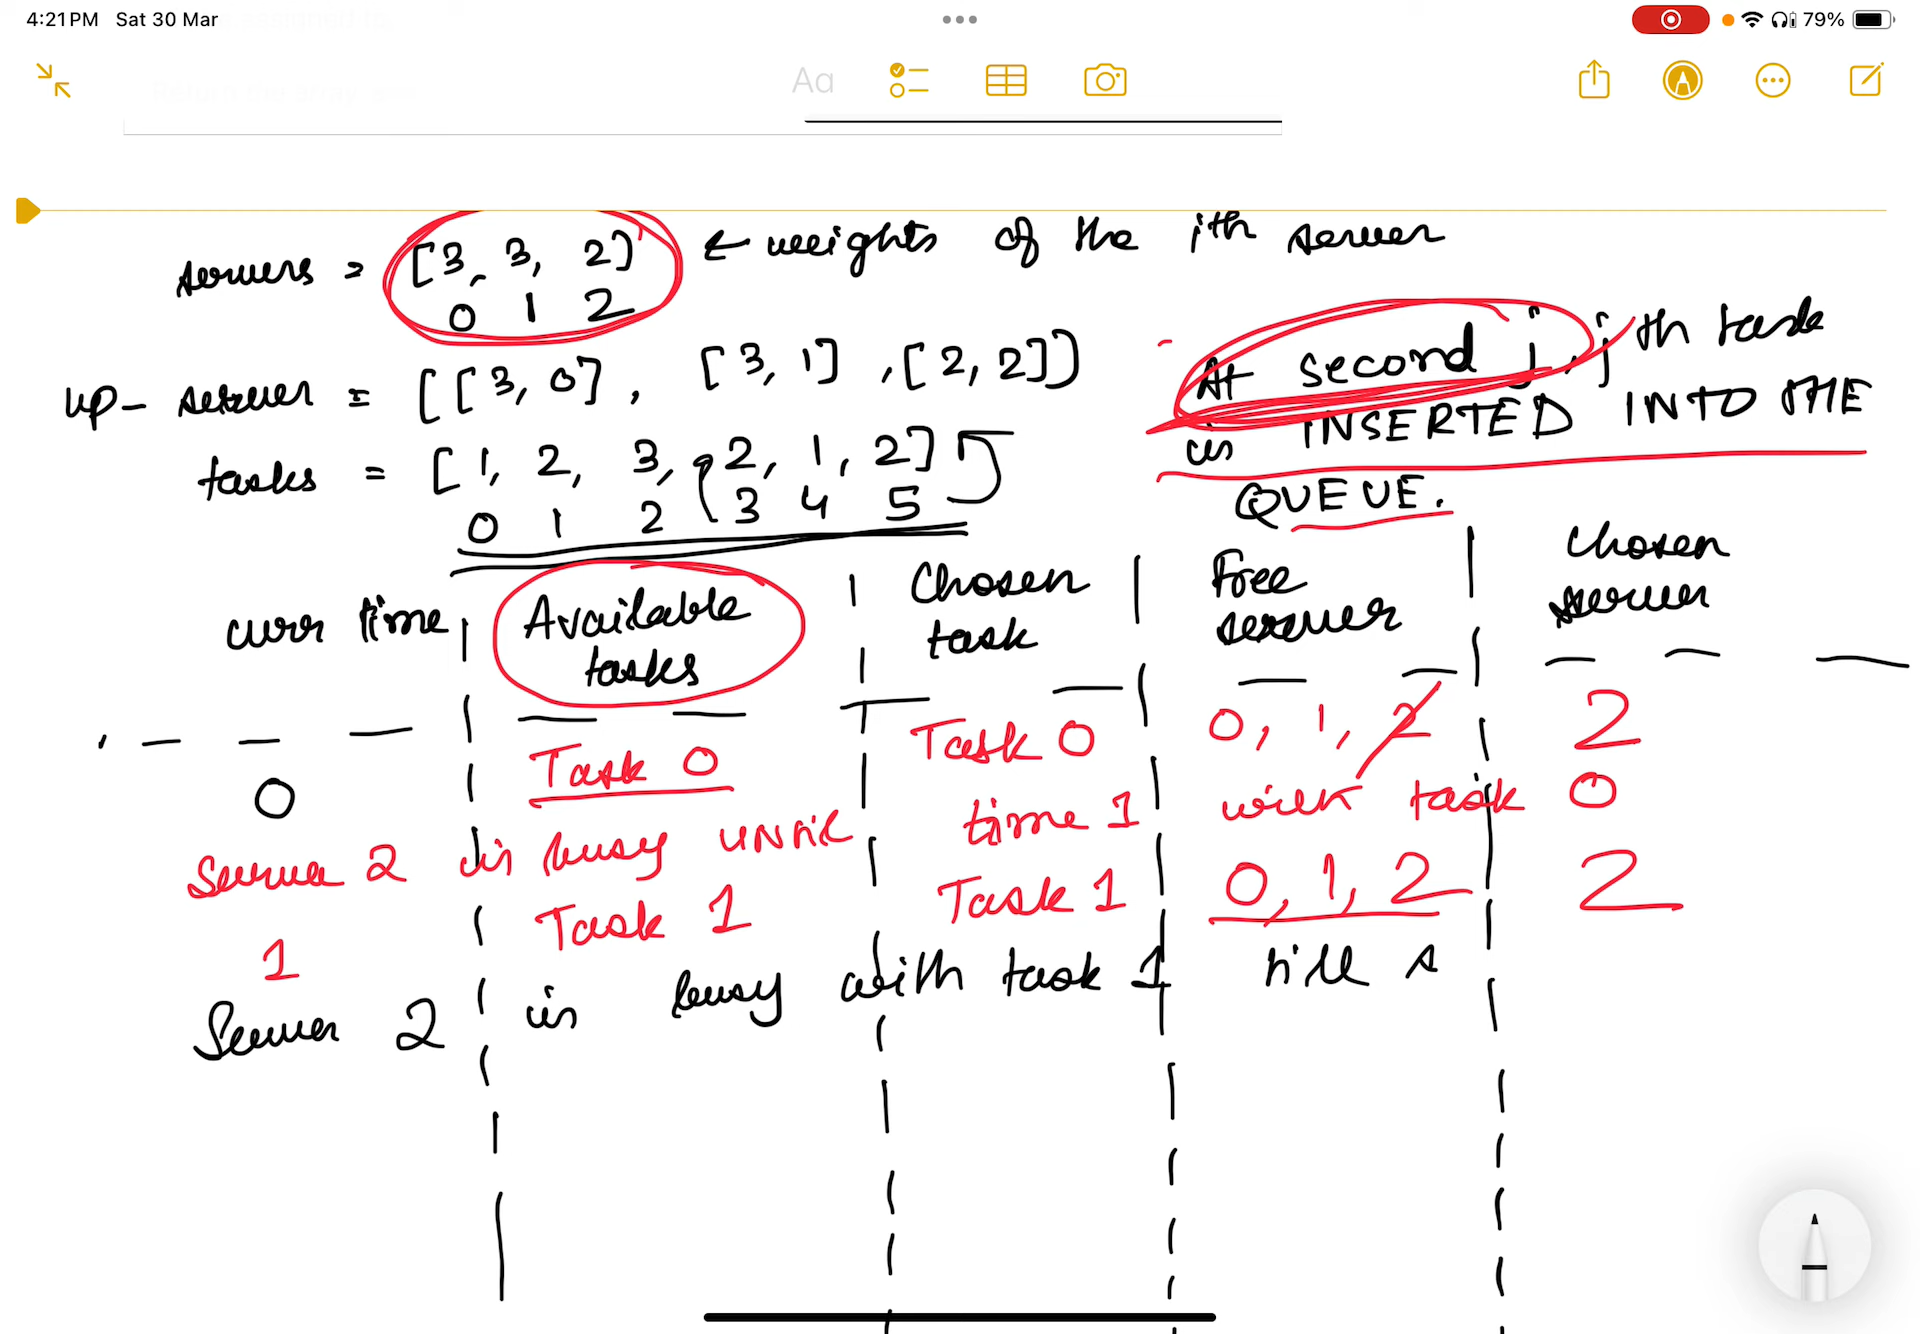 4:21 PM Sat 30 Mar
79%
Aa
servers = [3, 3, 2] ← weights of the ith server
0 1 2
up-server = [[3, 0], [3, 1], [2, 2]]
At second j, jth task
is INSERTED INTO THE
QUEUE.
tasks = [1, 2, 3, 2, 1, 2]
0 1 2 3 4 5
curr time | Available tasks | Chosen task | Free server | Chosen server
0 Task 0 Task 0 0, 1, 2 2
Server 2 is busy until time 1 with task 0
1 Task 1 Task 1 0, 1, 2 2
Server 2 is busy with task 1 till